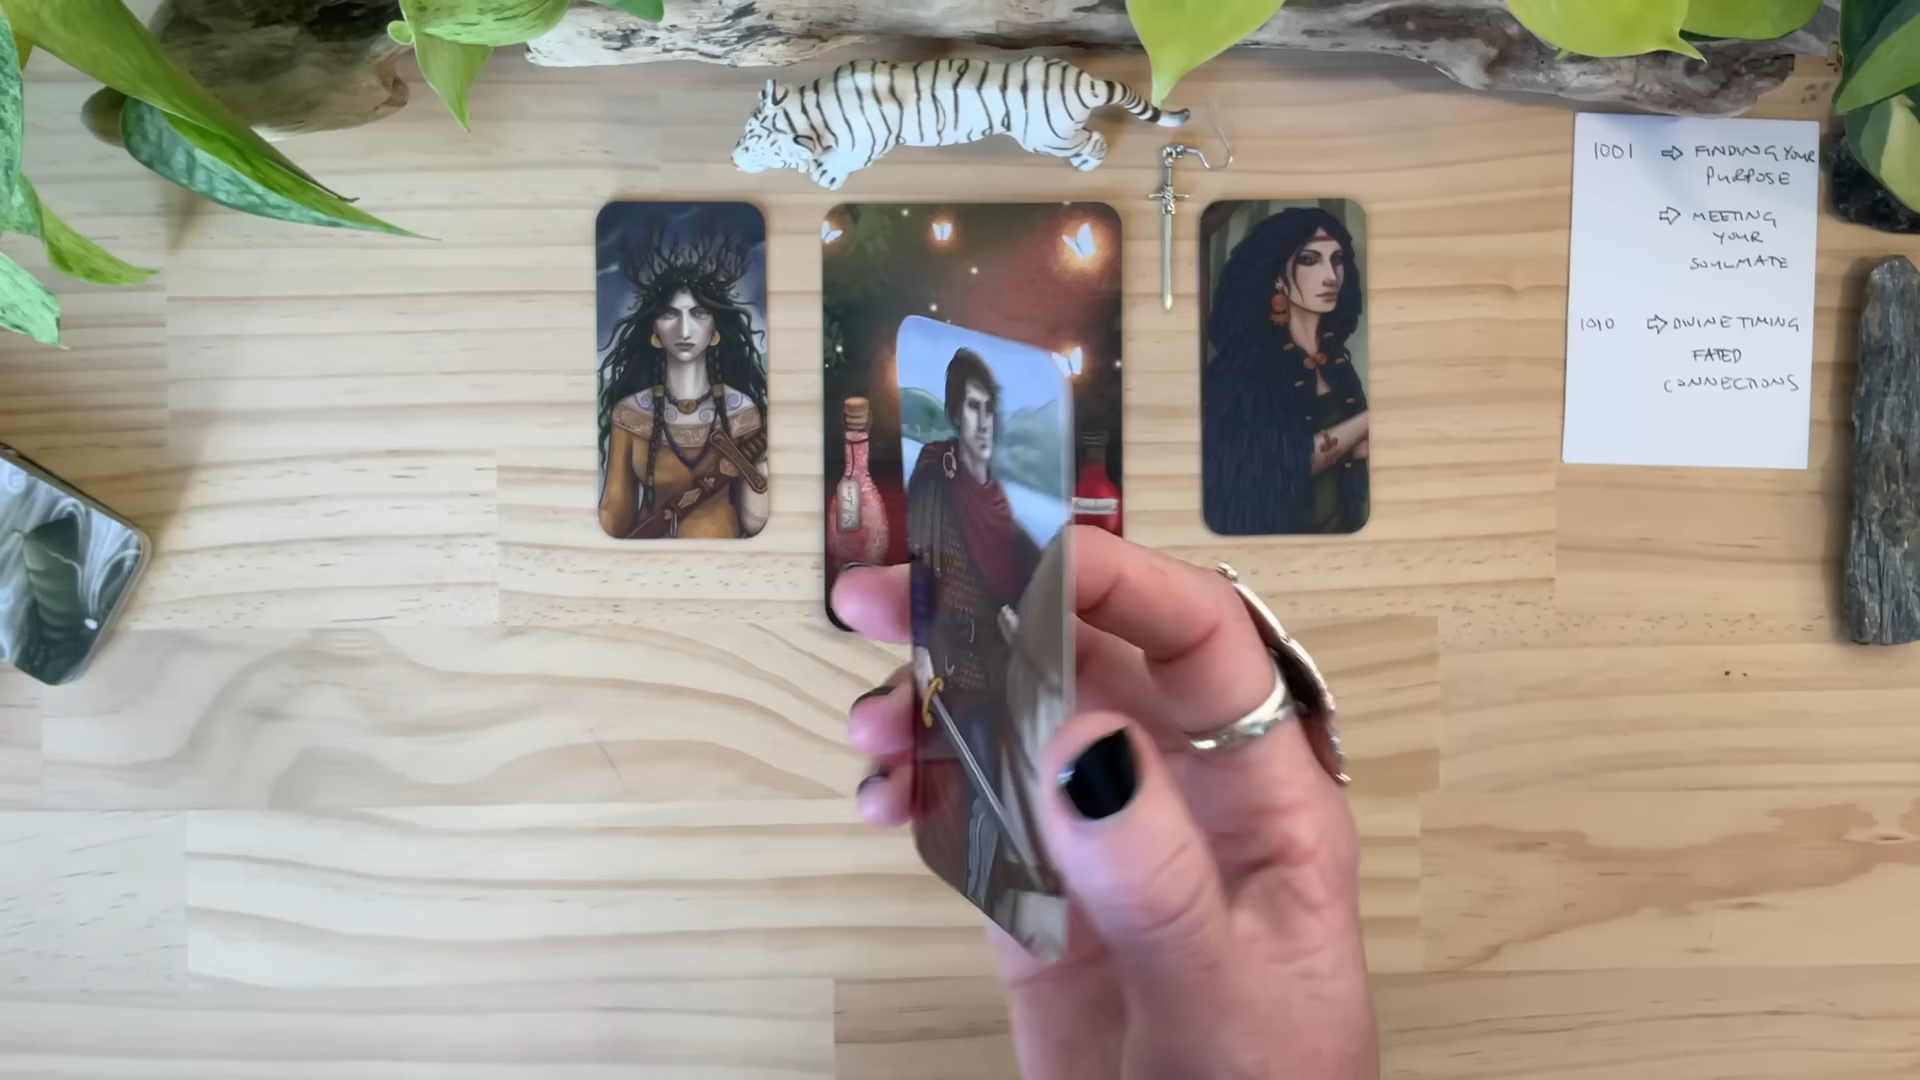 1001 ⇨ FINDING YOUR
PURPOSE
⇨ MEETING
YOUR
SOULMATE
1010 ⇨ DIVINE TIMING
FATED
CONNECTIONS